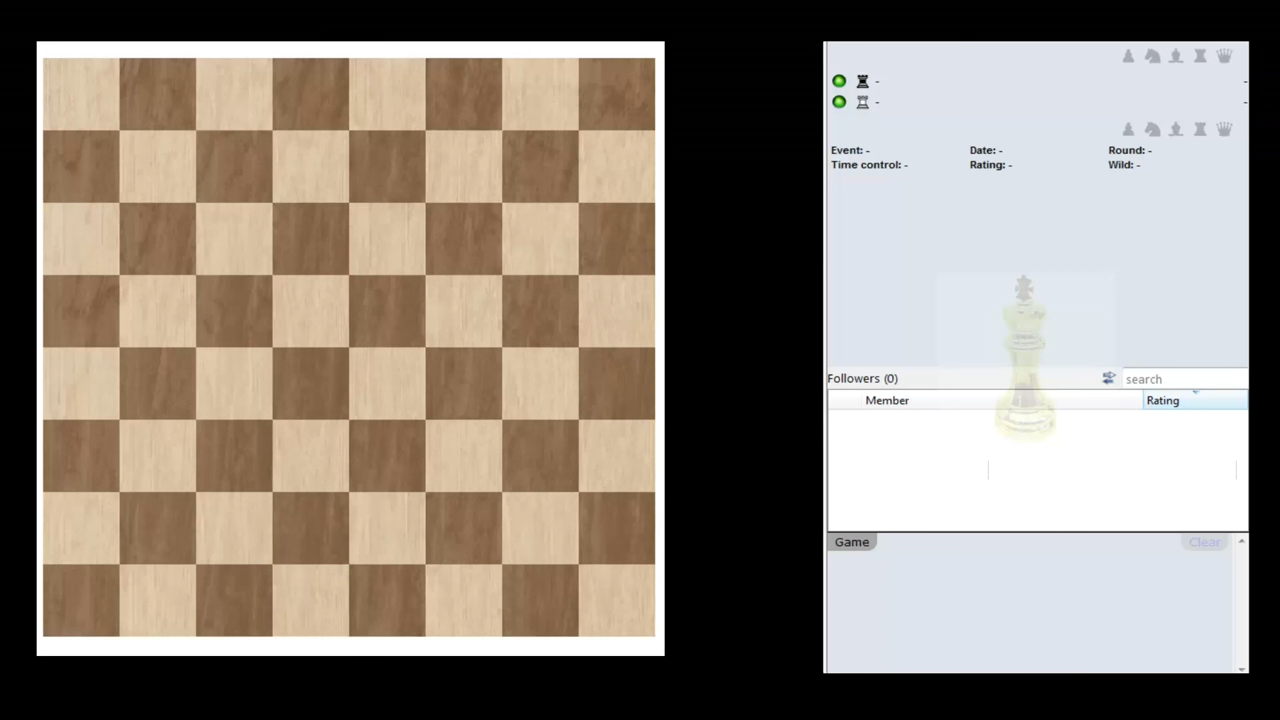 -
-
-
-
Event: - Date: - Round: -
Time control: - Rating: - Wild: -
Followers (0) search
Member Rating
Game Clear